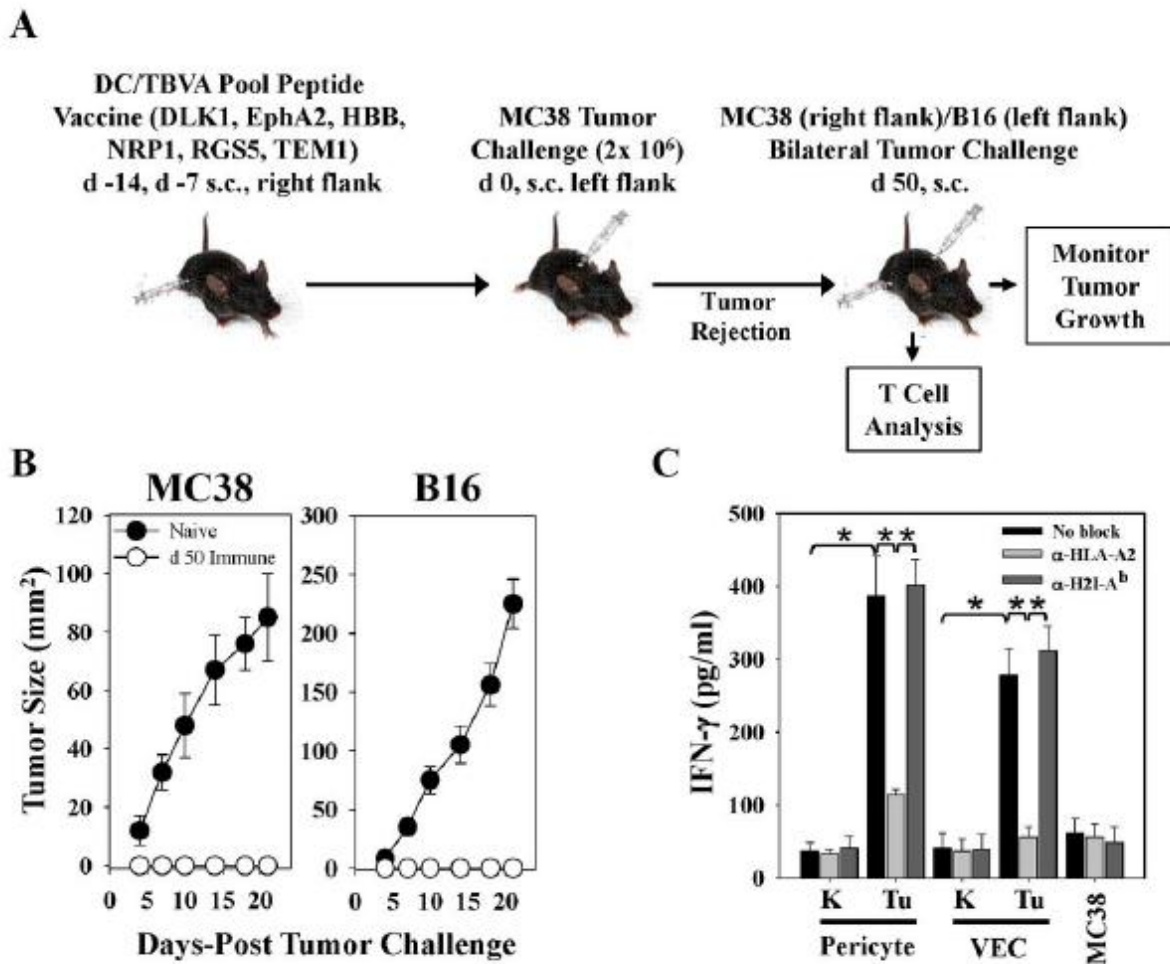 A
DC/TBVA Pool Peptide
Vaccine (DLK1, EphA2, HBB,
NRP1, RGS5, TEM1)
d -14, d -7 s.c., right flank
MC38 Tumor
Challenge (2x 10⁶)
d 0, s.c. left flank
MC38 (right flank)/B16 (left flank)
Bilateral Tumor Challenge
d 50, s.c.
Tumor
Rejection
Monitor
Tumor
Growth
T Cell
Analysis
B
MC38
B16
Tumor Size (mm²)
120
100
80
60
40
20
0
Naive
d 50 Immune
300
250
200
150
100
50
0
0 5 10 15 20
0 5 10 15 20
Days-Post Tumor Challenge
C
IFN-γ (pg/ml)
500
400
300
200
100
0
No block
α-HLA-A2
α-H2I-Aᵇ
* * *
* * *
K Tu K Tu
Pericyte VEC MC38